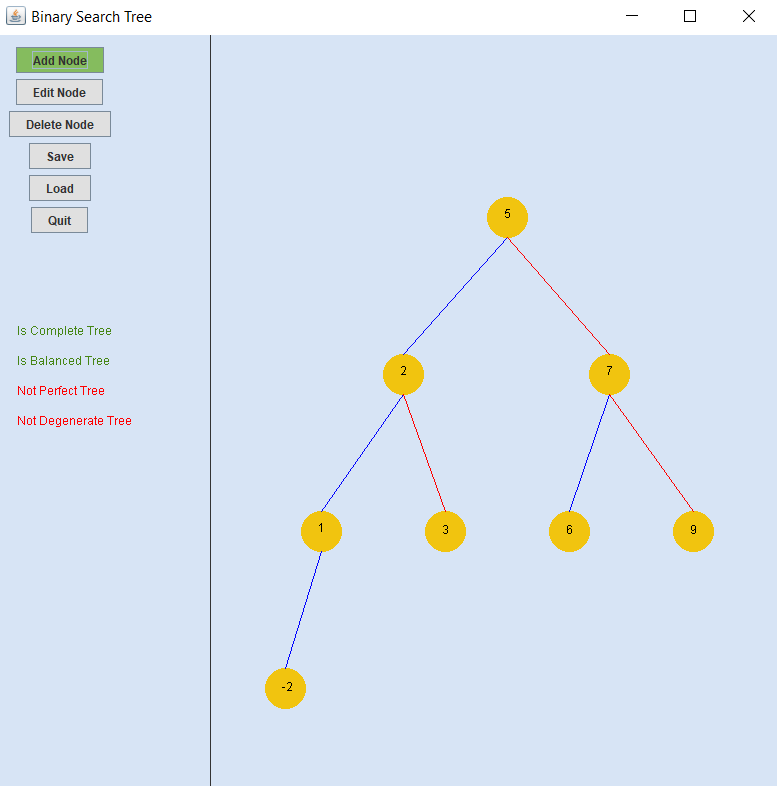 Binary Search Tree
Add Node
Edit Node
Delete Node
Save
Load
Quit
Is Complete Tree
Is Balanced Tree
Not Perfect Tree
Not Degenerate Tree
5
2 7
1 3 6 9
-2